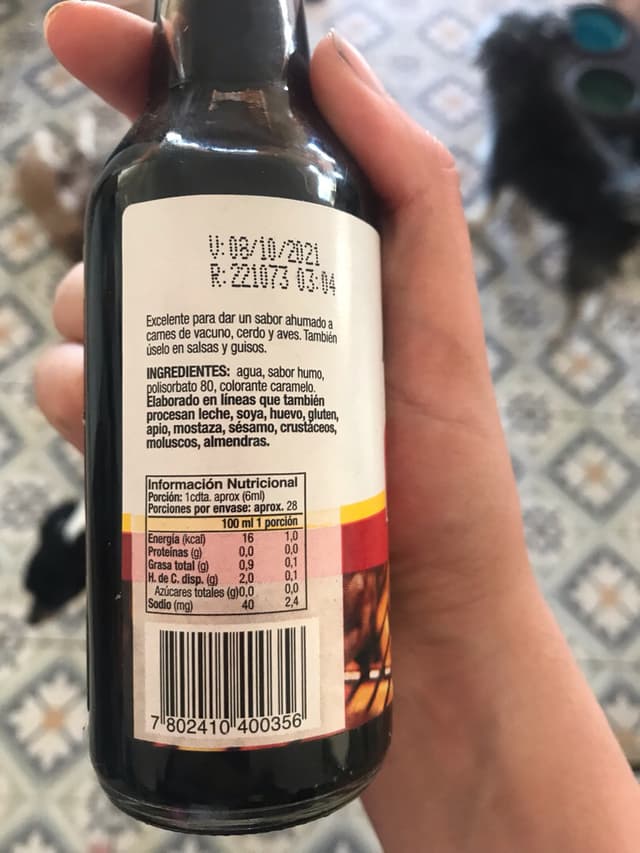 V: 08/10/2021
R: 221073 03:04
Excelente para dar un sabor ahumado a
carnes de vacuno, cerdo y aves. También
úselo en salsas y guisos.
INGREDIENTES: agua, sabor humo,
polisorbato 80, colorante caramelo.
Elaborado en líneas que también
procesan leche, soya, huevo, gluten,
apio, mostaza, sésamo, crustáceos,
moluscos, almendras.
Información Nutricional
Porción: 1cdta. aprox (6ml)
Porciones por envase: aprox. 28
100 ml 1 porción
Energía (kcal) 16 1,0
Proteínas (g) 0,0 0,0
Grasa total (g) 0,9 0,1
H. de C. disp. (g) 2,0 0,1
Azúcares totales (g) 0,0 0,0
Sodio (mg) 40 2,4
7 802410 400356